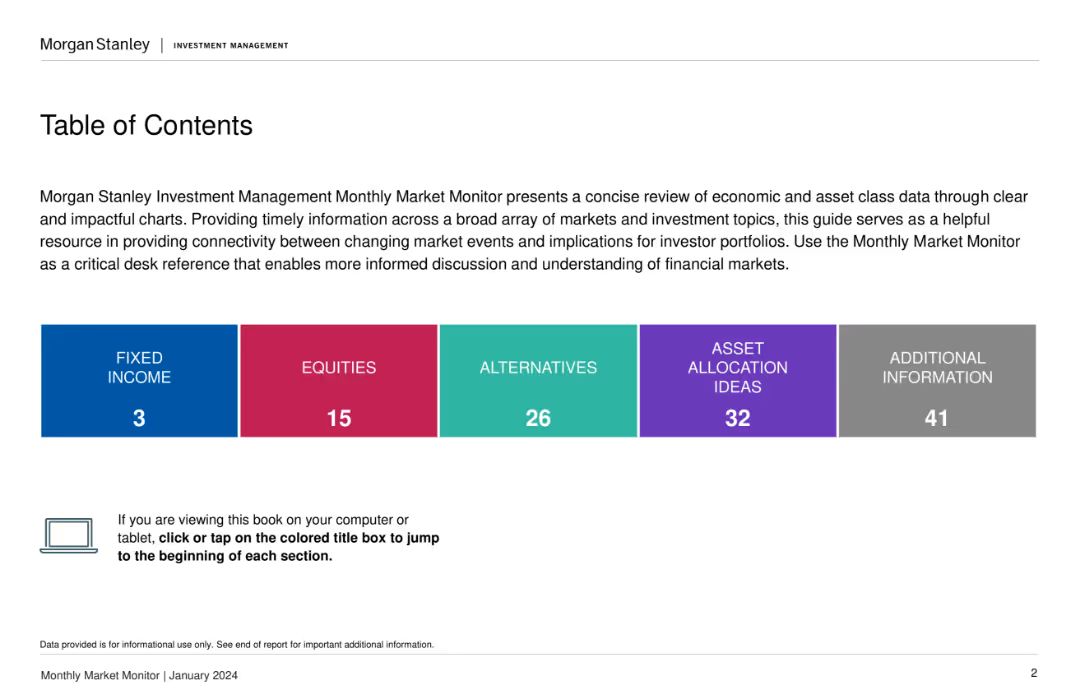 Morgan Stanley | INVESTMENT MANAGEMENT
Table of Contents
Morgan Stanley Investment Management Monthly Market Monitor presents a concise review of economic and asset class data through clear
and impactful charts. Providing timely information across a broad array of markets and investment topics, this guide serves as a helpful
resource in providing connectivity between changing market events and implications for investor portfolios. Use the Monthly Market Monitor
as a critical desk reference that enables more informed discussion and understanding of financial markets.
FIXED
INCOME
3
EQUITIES
15
ALTERNATIVES
26
ASSET
ALLOCATION
IDEAS
32
ADDITIONAL
INFORMATION
41
If you are viewing this book on your computer or
tablet, click or tap on the colored title box to jump
to the beginning of each section.
Data provided is for informational use only. See end of report for important additional information.
Monthly Market Monitor | January 2024
2